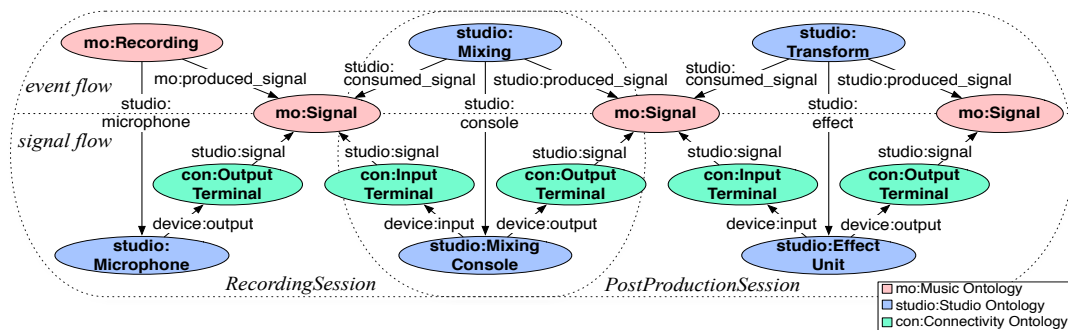 mo:Recording
studio:
Mixing
studio:
Transform
mo:produced_signal
studio:
consumed_signal
studio:produced_signal
studio:
consumed_signal
studio:produced_signal
event flow
studio:
microphone
mo:Signal
studio:
console
mo:Signal
studio:
effect
mo:Signal
signal flow
studio:signal
studio:signal
studio:signal
studio:signal
studio:signal
con:Output
Terminal
con:Input
Terminal
con:Output
Terminal
con:Input
Terminal
con:Output
Terminal
device:output
device:input
device:output
device:input
device:output
studio:
Microphone
studio:Mixing
Console
studio:Effect
Unit
RecordingSession
PostProductionSession
mo:Music Ontology
studio:Studio Ontology
con:Connectivity Ontology